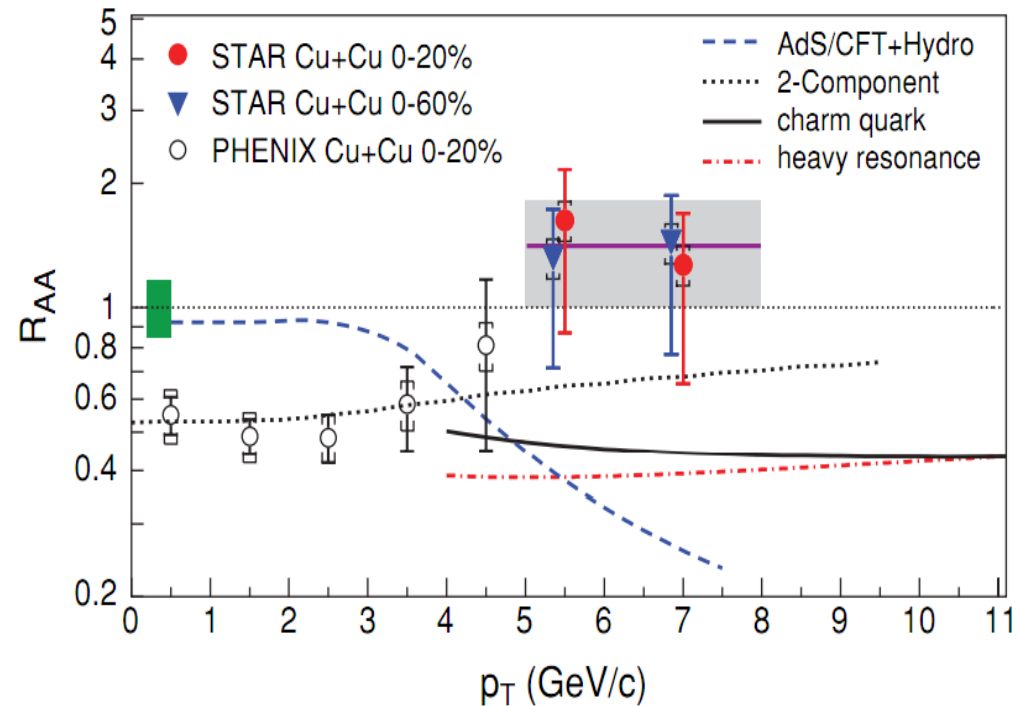 5
4
3
2
1
0.8
0.6
0.4
0.2
R_AA
STAR Cu+Cu 0-20%
STAR Cu+Cu 0-60%
PHENIX Cu+Cu 0-20%
AdS/CFT+Hydro
2-Component
charm quark
heavy resonance
0 1 2 3 4 5 6 7 8 9 10 11
p_T (GeV/c)